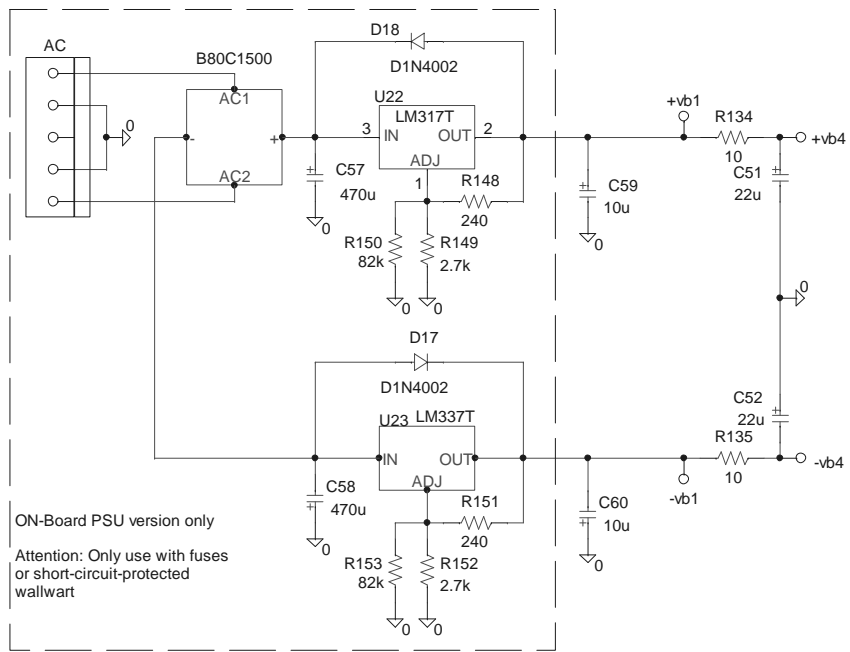 D18
AC
B80C1500
D1N4002
+vb1
R134
10
+vb4
C51
22u
U22
LM317T
3
IN
OUT
2
ADJ
1
AC1
-
+
AC2
0
C57
470u
0
R148
240
C59
10u
0
R150
82k
R149
2.7k
0
0
0
D17
D1N4002
C52
22u
U23
LM337T
IN
OUT
ADJ
R135
10
-vb4
-vb1
C58
470u
0
R151
240
C60
10u
0
R153
82k
R152
2.7k
0
0
ON-Board PSU version only
Attention: Only use with fuses
or short-circuit-protected
wallwart